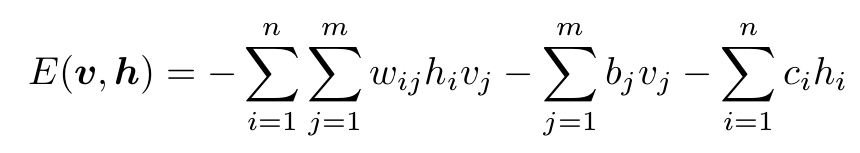 E(v, h) = − ∑_{i=1}^{n} ∑_{j=1}^{m} w_{ij} h_i v_j − ∑_{j=1}^{m} b_j v_j − ∑_{i=1}^{n} c_i h_i